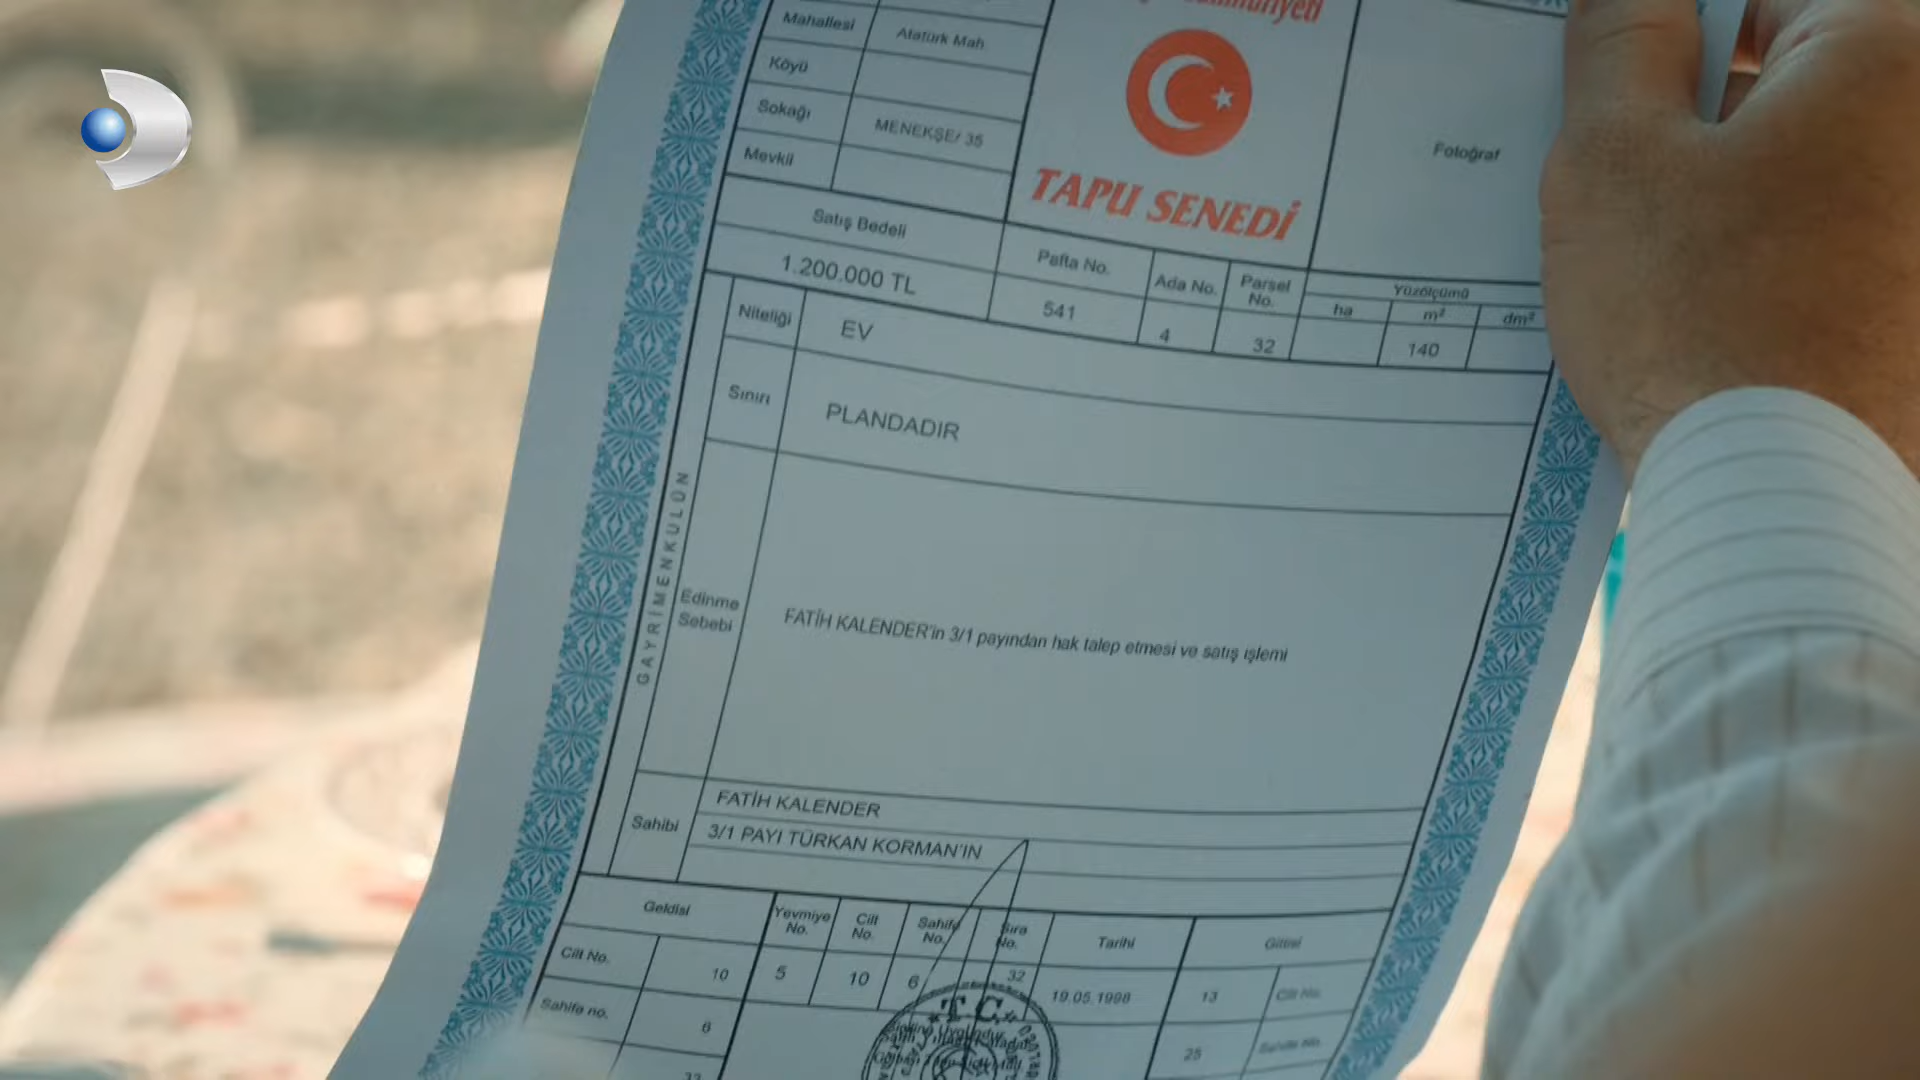 Mahallesi Atatürk Mah
Köyü
Sokağı MENEKŞE/ 35
Mevkii
TAPU SENEDİ
Fotoğraf
Satış Bedeli Pafta No. Ada No. Parsel No. Yüzölçümü
ha m² dm²
1.200.000 TL 541 4 32 140
GAYRİMENKULÜN
Niteliği EV
Sınırı PLANDADIR
Edinme Sebebi FATİH KALENDER'in 3/1 payından hak talep etmesi ve satış işlemi
Sahibi FATİH KALENDER
3/1 PAYI TÜRKAN KORMAN'IN
Geldisi Yevmiye No. Cilt No. Sahife No. Sıra No. Tarihi Gittisi
Cilt No. 10 5 10 6 32 19.05.1998 13 Cilt No.
Sahife no. 6 25 Sahife no.
T.C.